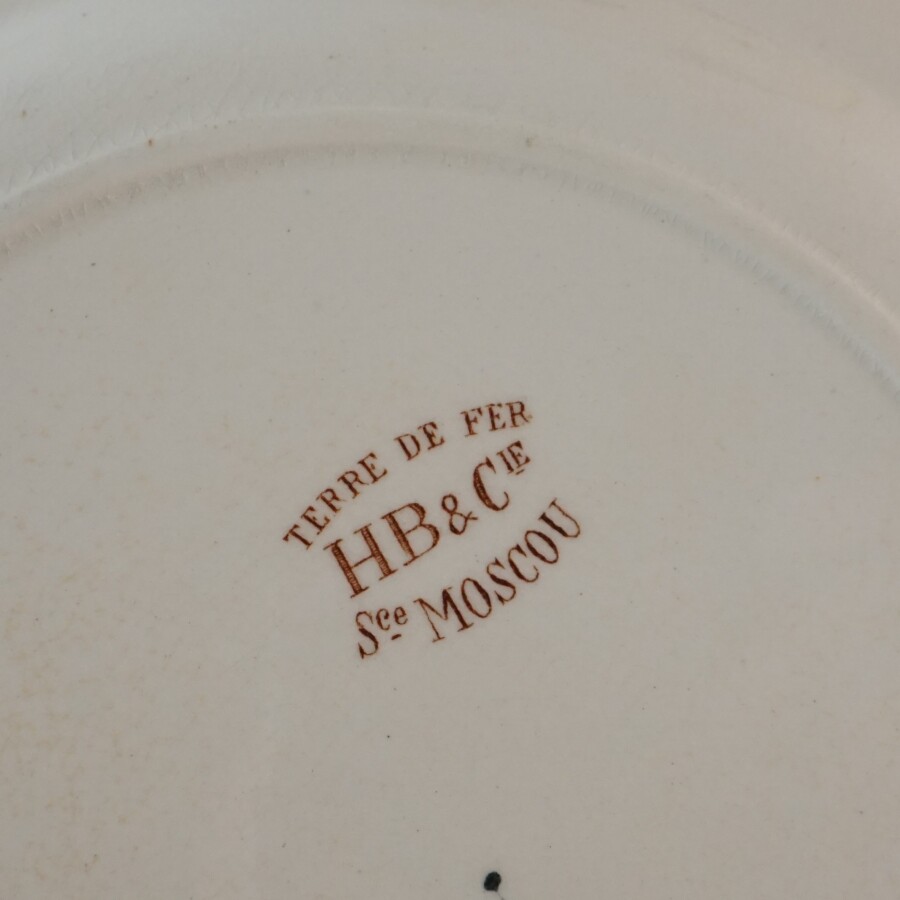 TERRE DE FER
HB & CIE
Sce MOSCOU